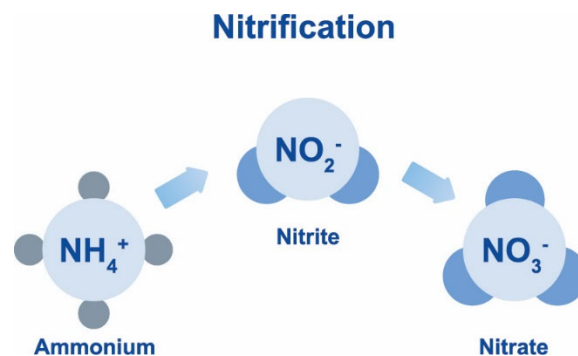 Nitrification
NH₄⁺
Ammonium
NO₂⁻
Nitrite
NO₃⁻
Nitrate